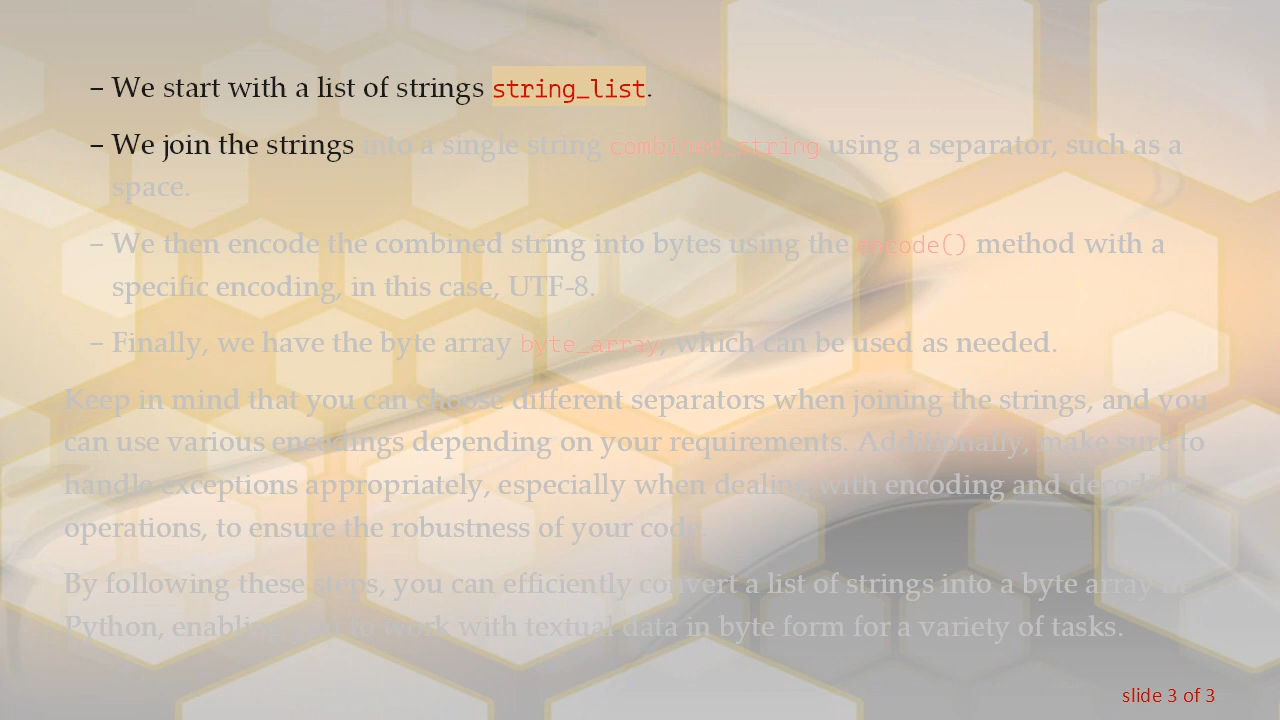 – We start with a list of strings string_list.
– We join the strings into a single string combined_string using a separator, such as a
space.
– We then encode the combined string into bytes using the encode() method with a
specific encoding, in this case, UTF-8.
– Finally, we have the byte array byte_array, which can be used as needed.
Keep in mind that you can choose different separators when joining the strings, and you
can use various encodings depending on your requirements. Additionally, make sure to
handle exceptions appropriately, especially when dealing with encoding and decoding
operations, to ensure the robustness of your code.
By following these steps, you can efficiently convert a list of strings into a byte array in
Python, enabling you to work with textual data in byte form for a variety of tasks.
slide 3 of 3